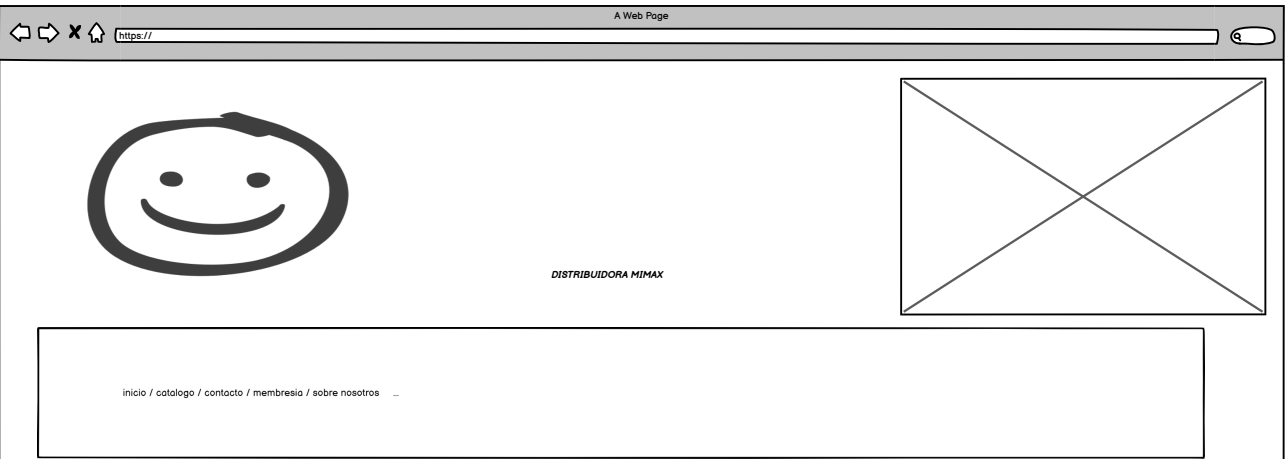 A Web Page
https://
DISTRIBUIDORA MIMAX
inicio / catalogo / contacto / membresia / sobre nosotros ...